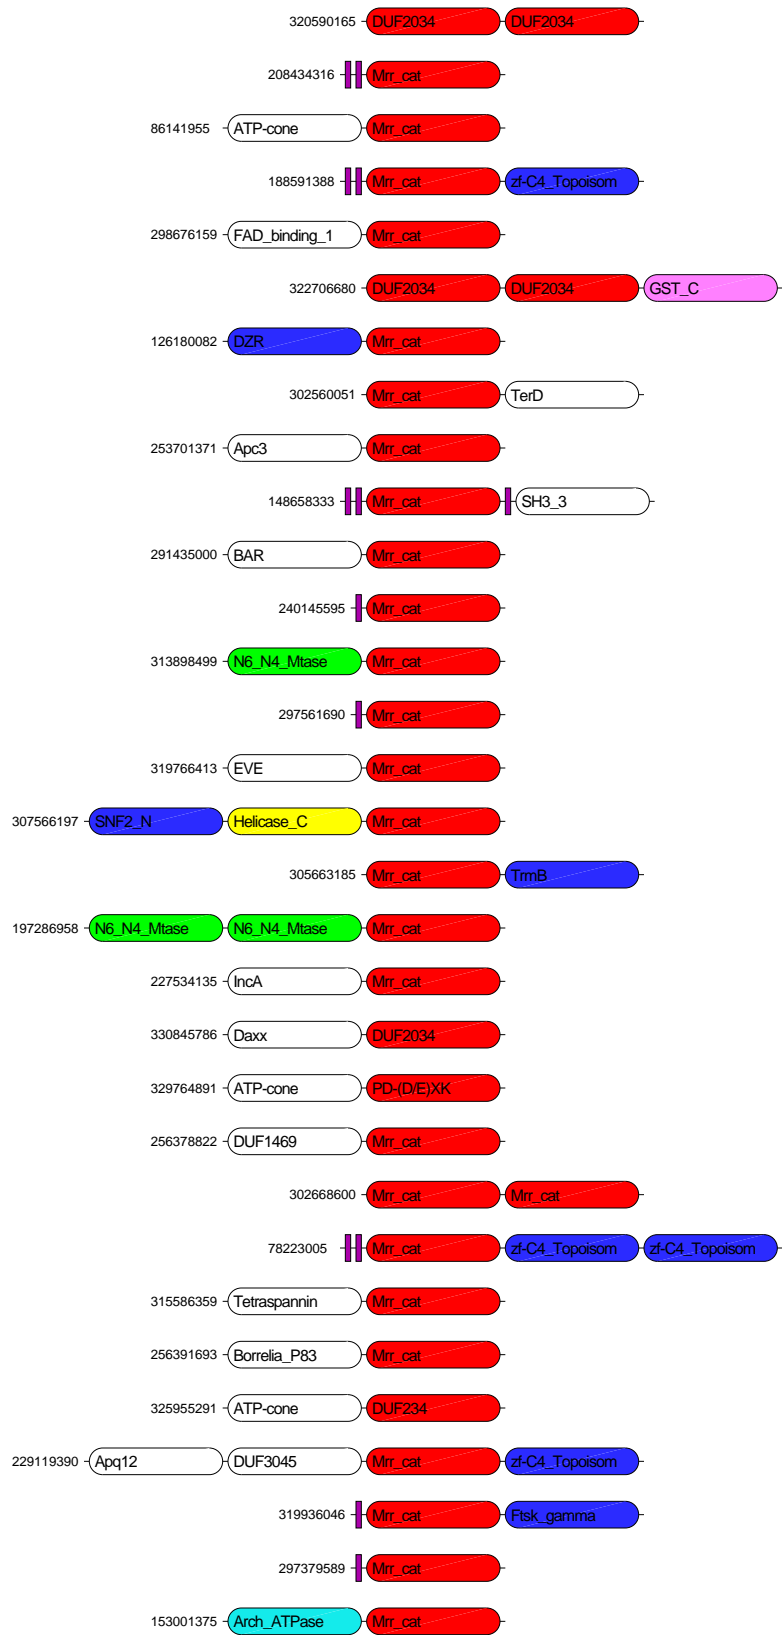 320590165 DUF2034 DUF2034
208434316 Mrr_cat
86141955 ATP-cone Mrr_cat
188591388 Mrr_cat zf-C4_Topoisom
298676159 FAD_binding_1 Mrr_cat
322706680 DUF2034 DUF2034 GST_C
126180082 DZR Mrr_cat
302560051 Mrr_cat TerD
253701371 Apc3 Mrr_cat
148658333 Mrr_cat SH3_3
291435000 BAR Mrr_cat
240145595 Mrr_cat
313898499 N6_N4_Mtase Mrr_cat
297561690 Mrr_cat
319766413 EVE Mrr_cat
307566197 SNF2_N Helicase_C Mrr_cat
305663185 Mrr_cat TrmB
197286958 N6_N4_Mtase N6_N4_Mtase Mrr_cat
227534135 IncA Mrr_cat
330845786 Daxx DUF2034
329764891 ATP-cone PD-(D/E)XK
256378822 DUF1469 Mrr_cat
302668600 Mrr_cat Mrr_cat
78223005 Mrr_cat zf-C4_Topoisom zf-C4_Topoisom
315586359 Tetraspannin Mrr_cat
256391693 Borrelia_P83 Mrr_cat
325955291 ATP-cone DUF234
229119390 Apq12 DUF3045 Mrr_cat zf-C4_Topoisom
319936046 Mrr_cat Ftsk_gamma
297379589 Mrr_cat
153001375 Arch_ATPase Mrr_cat